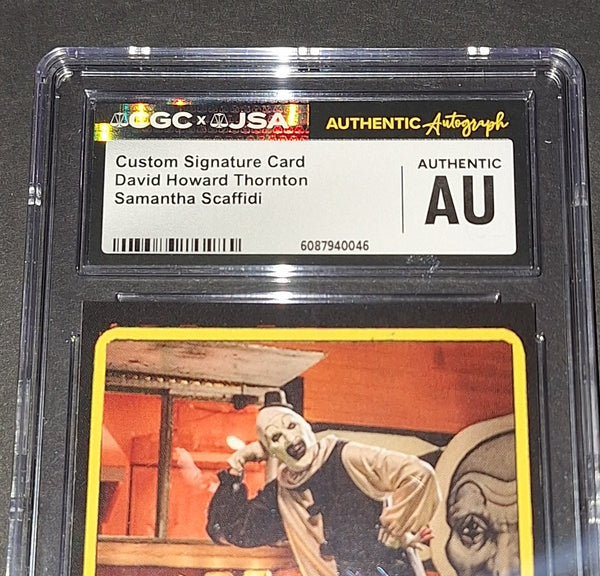 CGC x JSA
AUTHENTIC Autograph
Custom Signature Card
David Howard Thornton
Samantha Scaffidi
AUTHENTIC
AU
6087940046